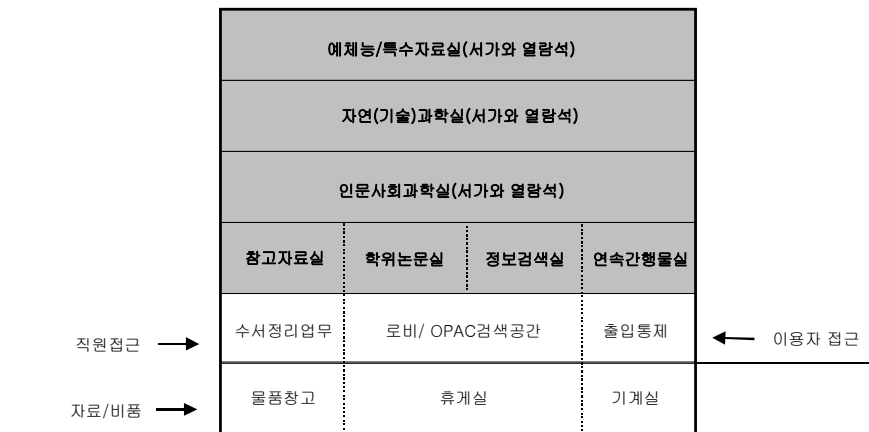 예체능/특수자료실(서가와 열람석)
자연(기술)과학실(서가와 열람석)
인문사회과학실(서가와 열람석)
참고자료실 학위논문실 정보검색실 연속간행물실
직원접근 수서정리업무 로비/ OPAC검색공간 출입통제 이용자 접근
자료/비품 물품창고 휴게실 기계실